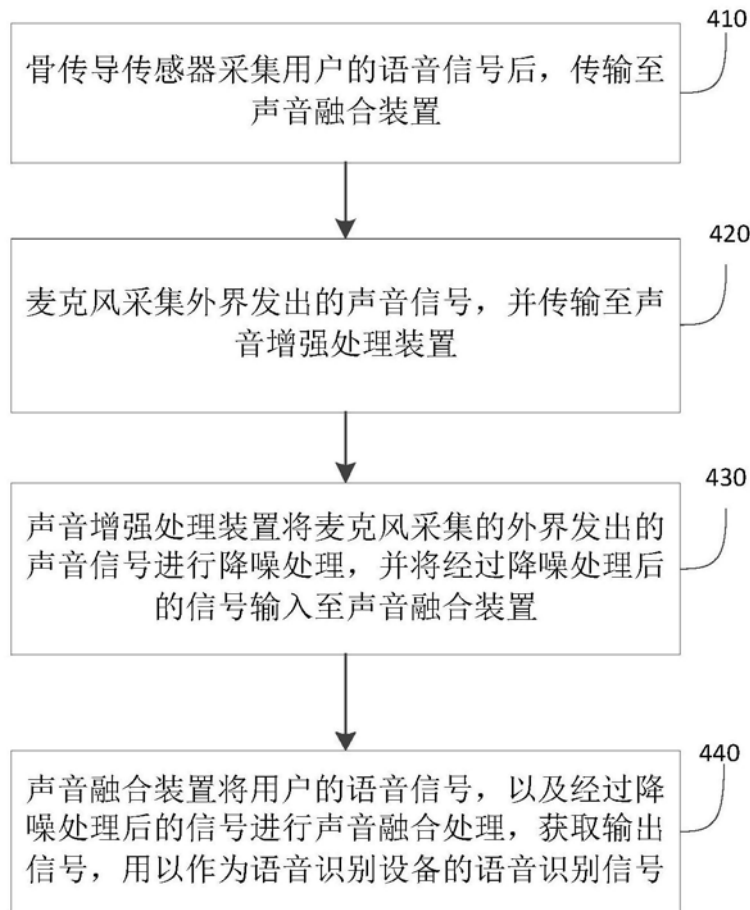 410
骨传导传感器采集用户的语音信号后，传输至
声音融合装置
420
麦克风采集外界发出的声音信号，并传输至声
音增强处理装置
430
声音增强处理装置将麦克风采集的外界发出的
声音信号进行降噪处理，并将经过降噪处理后
的信号输入至声音融合装置
440
声音融合装置将用户的语音信号，以及经过降
噪处理后的信号进行声音融合处理，获取输出
信号，用以作为语音识别设备的语音识别信号